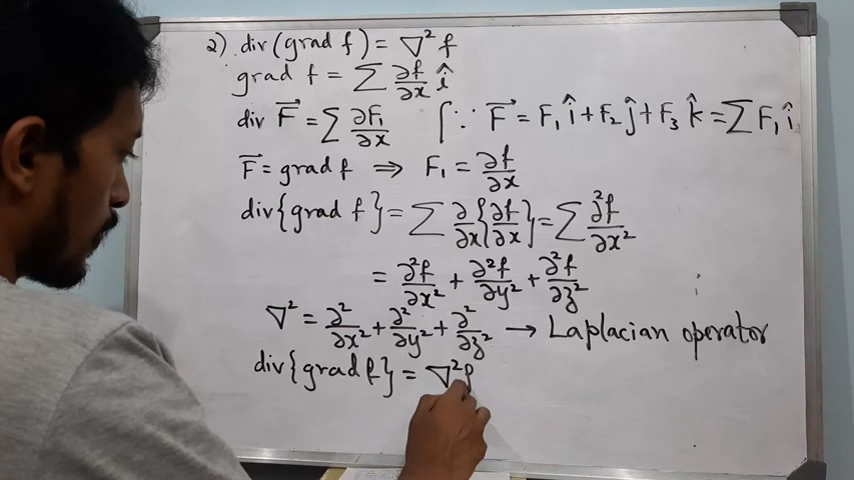 2) div(grad f) = ∇²f
grad f = ∑ ∂f/∂x î
div F⃗ = ∑ ∂F₁/∂x [∵ F⃗ = F₁î + F₂ĵ + F₃k̂ = ∑F₁î
F⃗ = grad f ⇒ F₁ = ∂f/∂x
div{grad f} = ∑ ∂/∂x{∂f/∂x} = ∑ ∂²f/∂x²
= ∂²f/∂x² + ∂²f/∂y² + ∂²f/∂z²
∇² = ∂²/∂x² + ∂²/∂y² + ∂²/∂z² → Laplacian operator
div{grad f} = ∇²f